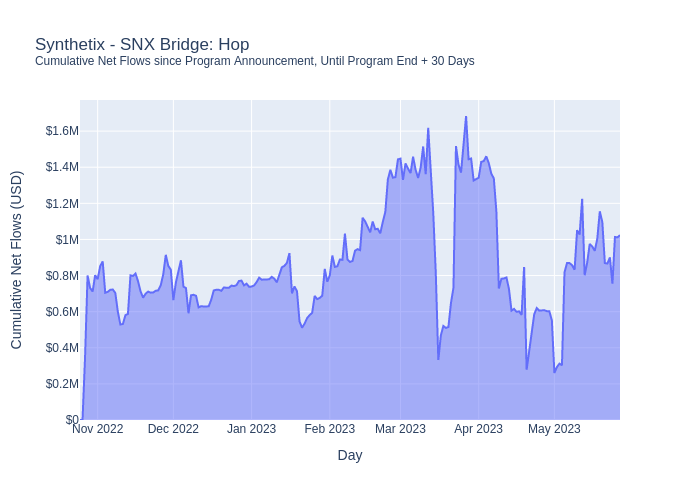 Synthetix - SNX Bridge: Hop
Cumulative Net Flows since Program Announcement, Until Program End + 30 Days
$1.6M
$1.4M
$1.2M
$1M
$0.8M
$0.6M
$0.4M
$0.2M
$0
Cumulative Net Flows (USD)
Nov 2022
Dec 2022
Jan 2023
Feb 2023
Mar 2023
Apr 2023
May 2023
Day